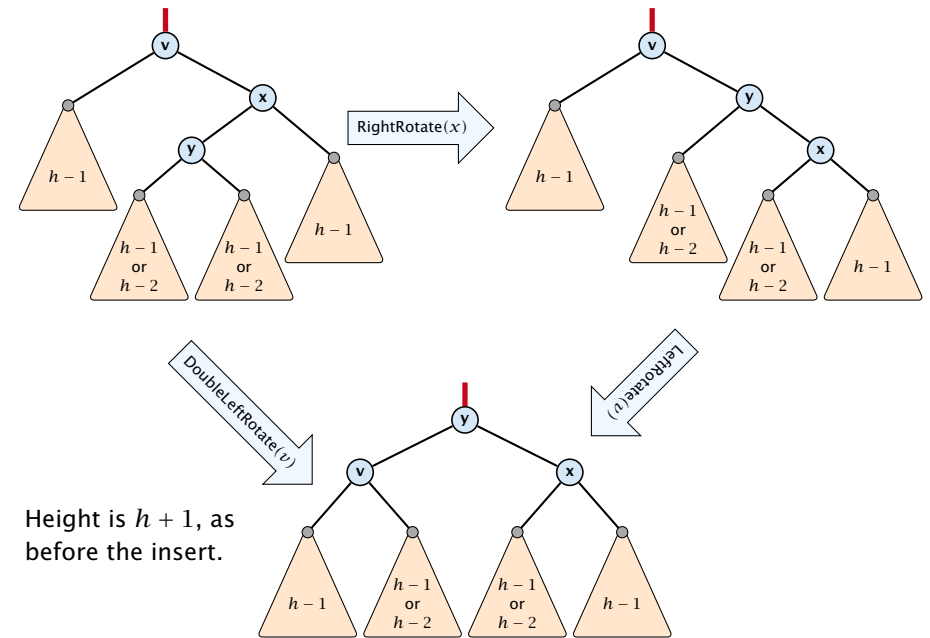 v
x
y
h − 1
h − 1
or
h − 2
h − 1
or
h − 2
h − 1
RightRotate(x)
v
y
x
h − 1
h − 1
or
h − 2
h − 1
or
h − 2
h − 1
DoubleLeftRotate(v)
LeftRotate(v)
y
v
x
h − 1
h − 1
or
h − 2
h − 1
or
h − 2
h − 1
Height is h + 1, as
before the insert.